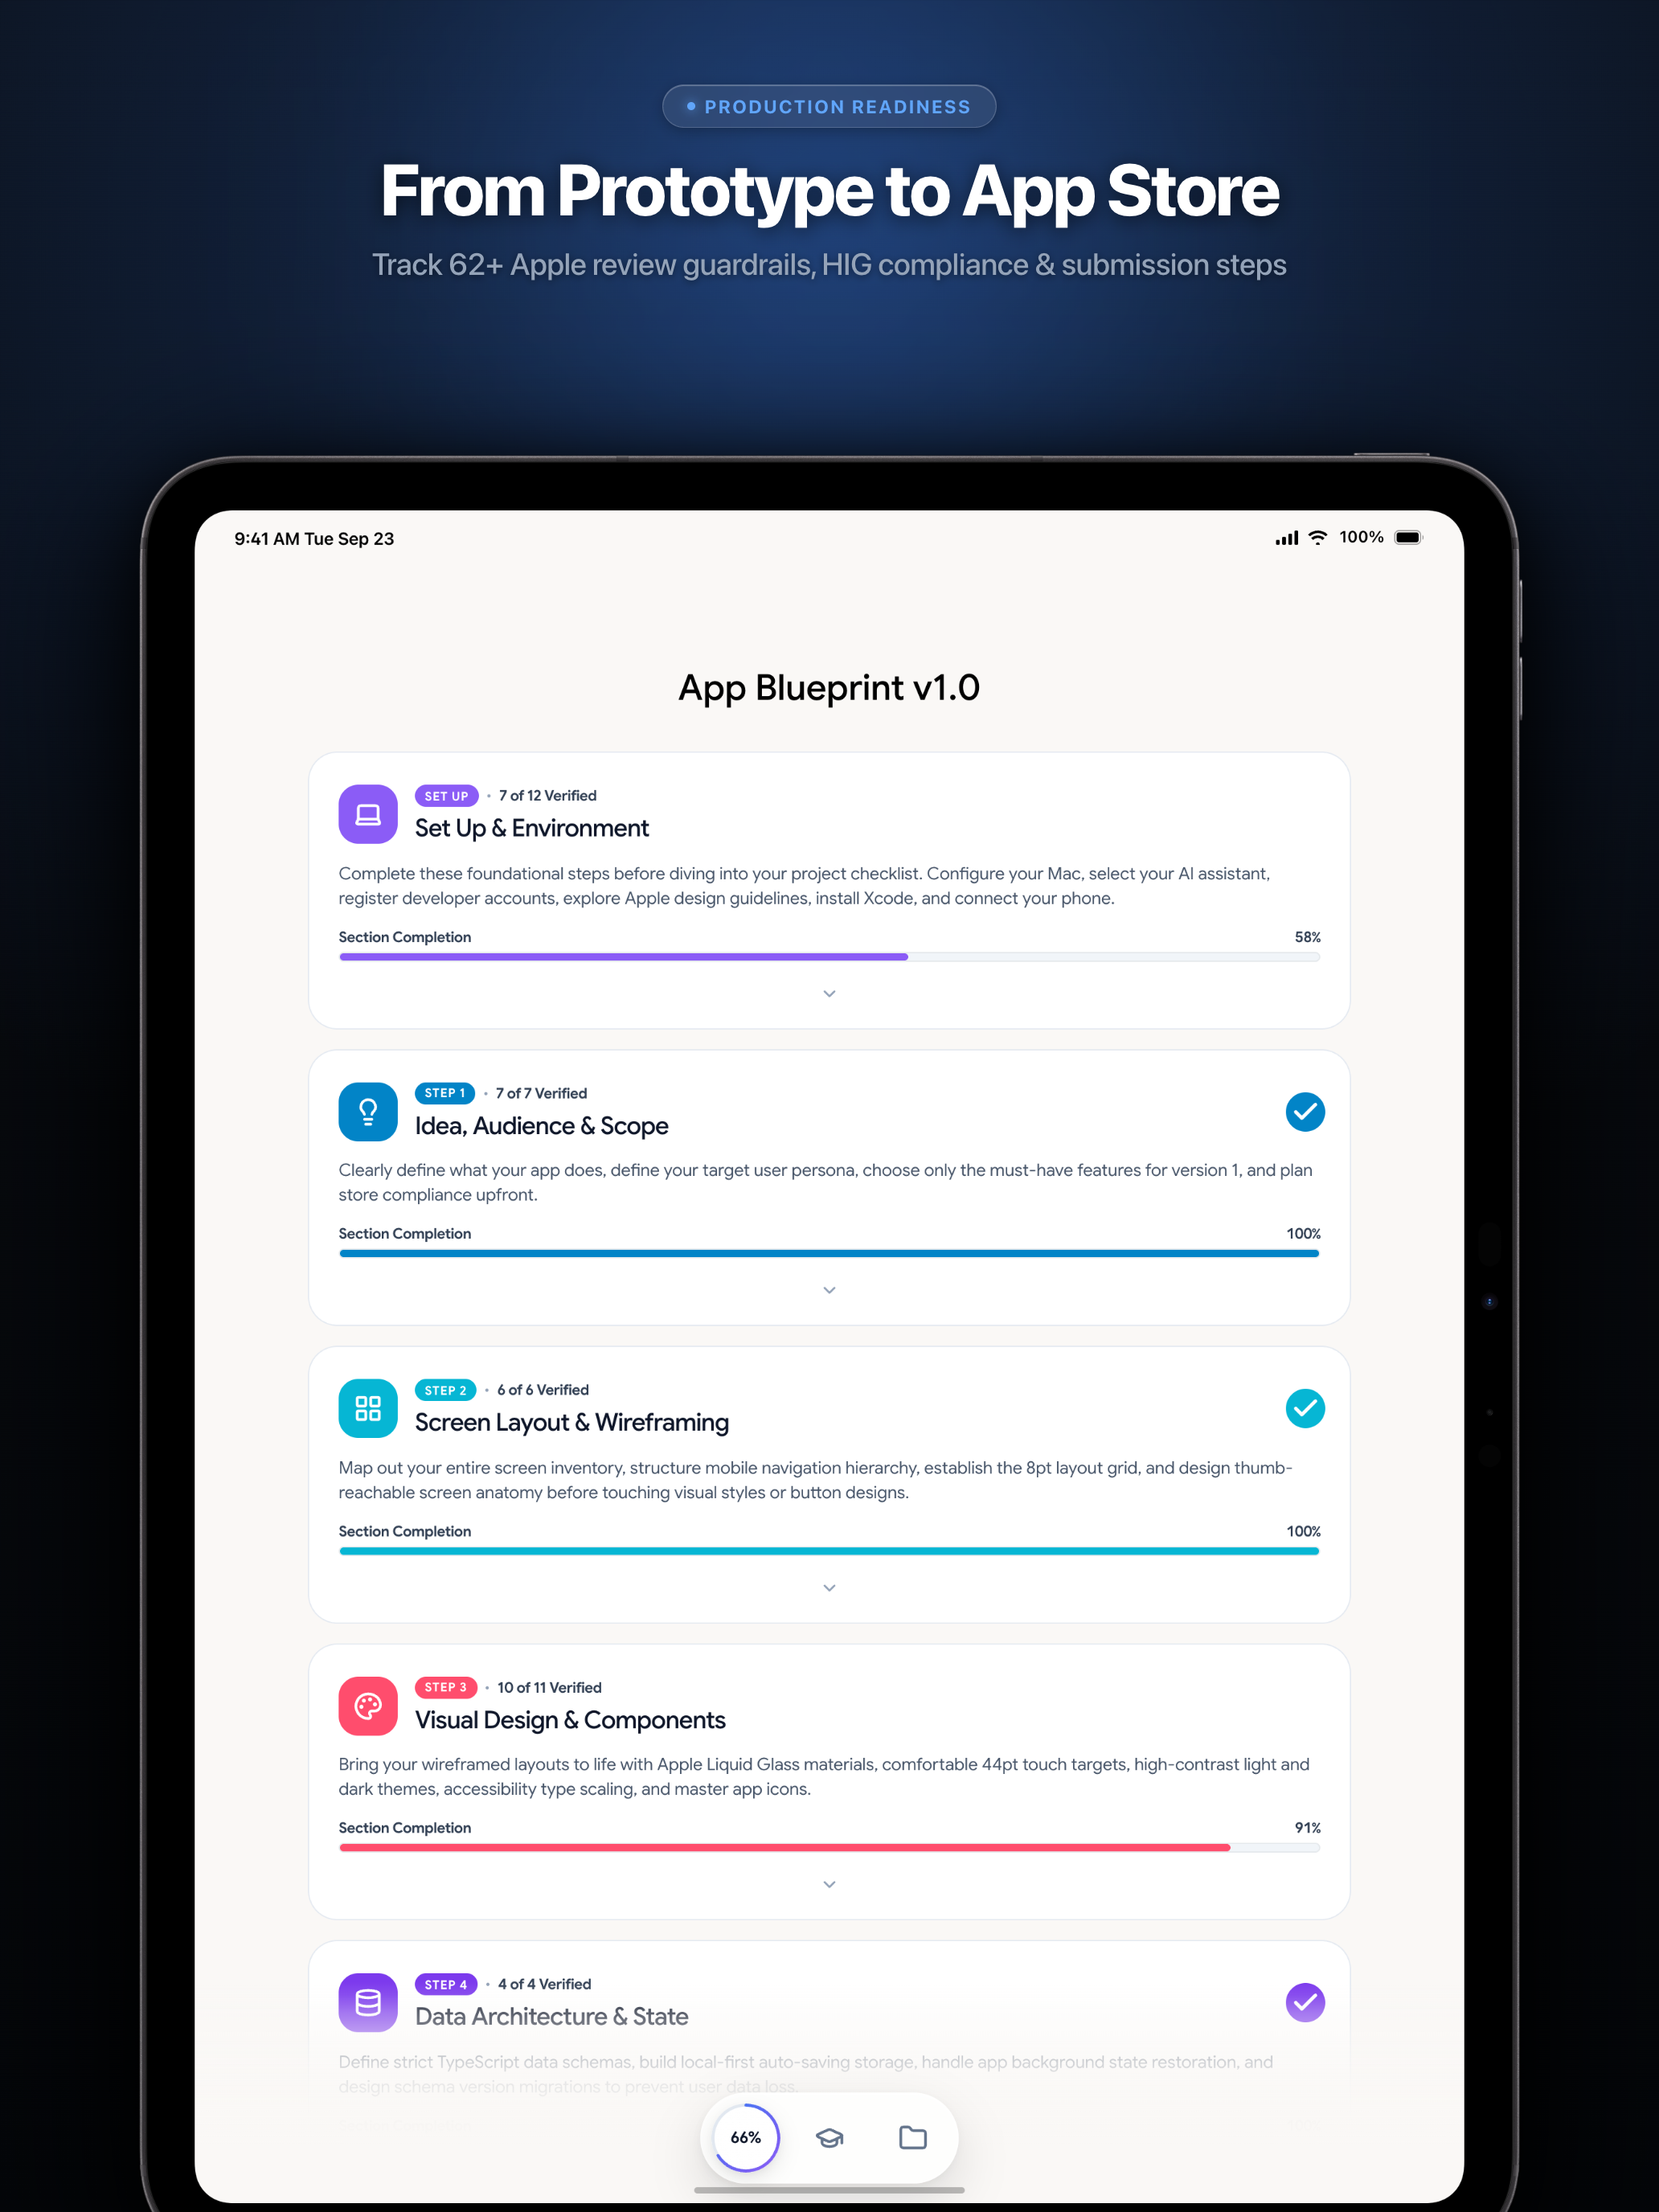 PRODUCTION READINESS
From Prototype to App Store
Track 62+ Apple review guardrails, HIG compliance & submission steps
9:41 AM Tue Sep 23
100%
App Blueprint v1.0
SET UP • 7 of 12 Verified
Set Up & Environment
Complete these foundational steps before diving into your project checklist. Configure your Mac, select your AI assistant,
register developer accounts, explore Apple design guidelines, install Xcode, and connect your phone.
Section Completion 58%
STEP 1 • 7 of 7 Verified
Idea, Audience & Scope
Clearly define what your app does, define your target user persona, choose only the must-have features for version 1, and plan
store compliance upfront.
Section Completion 100%
STEP 2 • 6 of 6 Verified
Screen Layout & Wireframing
Map out your entire screen inventory, structure mobile navigation hierarchy, establish the 8pt layout grid, and design thumb-
reachable screen anatomy before touching visual styles or button designs.
Section Completion 100%
STEP 3 • 10 of 11 Verified
Visual Design & Components
Bring your wireframed layouts to life with Apple Liquid Glass materials, comfortable 44pt touch targets, high-contrast light and
dark themes, accessibility type scaling, and master app icons.
Section Completion 91%
STEP 4 • 4 of 4 Verified
Data Architecture & State
Define strict TypeScript data schemas, build local-first auto-saving storage, handle app background state restoration, and
design schema version migrations to prevent user data loss.
66%